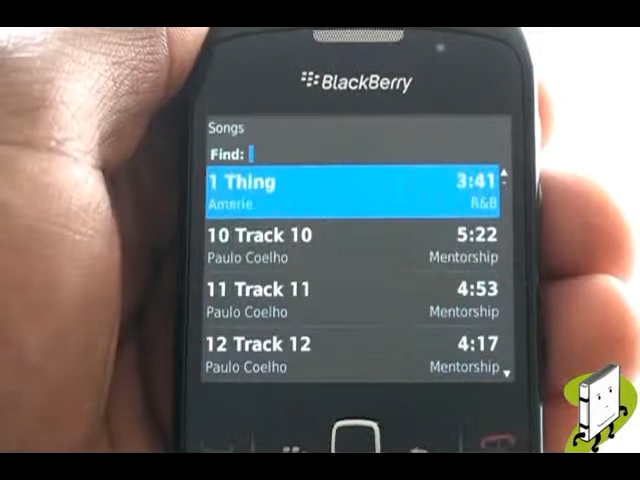 BlackBerry
Songs
Find:
1 Thing 3:41
Amerie R&B
10 Track 10 5:22
Paulo Coelho Mentorship
11 Track 11 4:53
Paulo Coelho Mentorship
12 Track 12 4:17
Paulo Coelho Mentorship